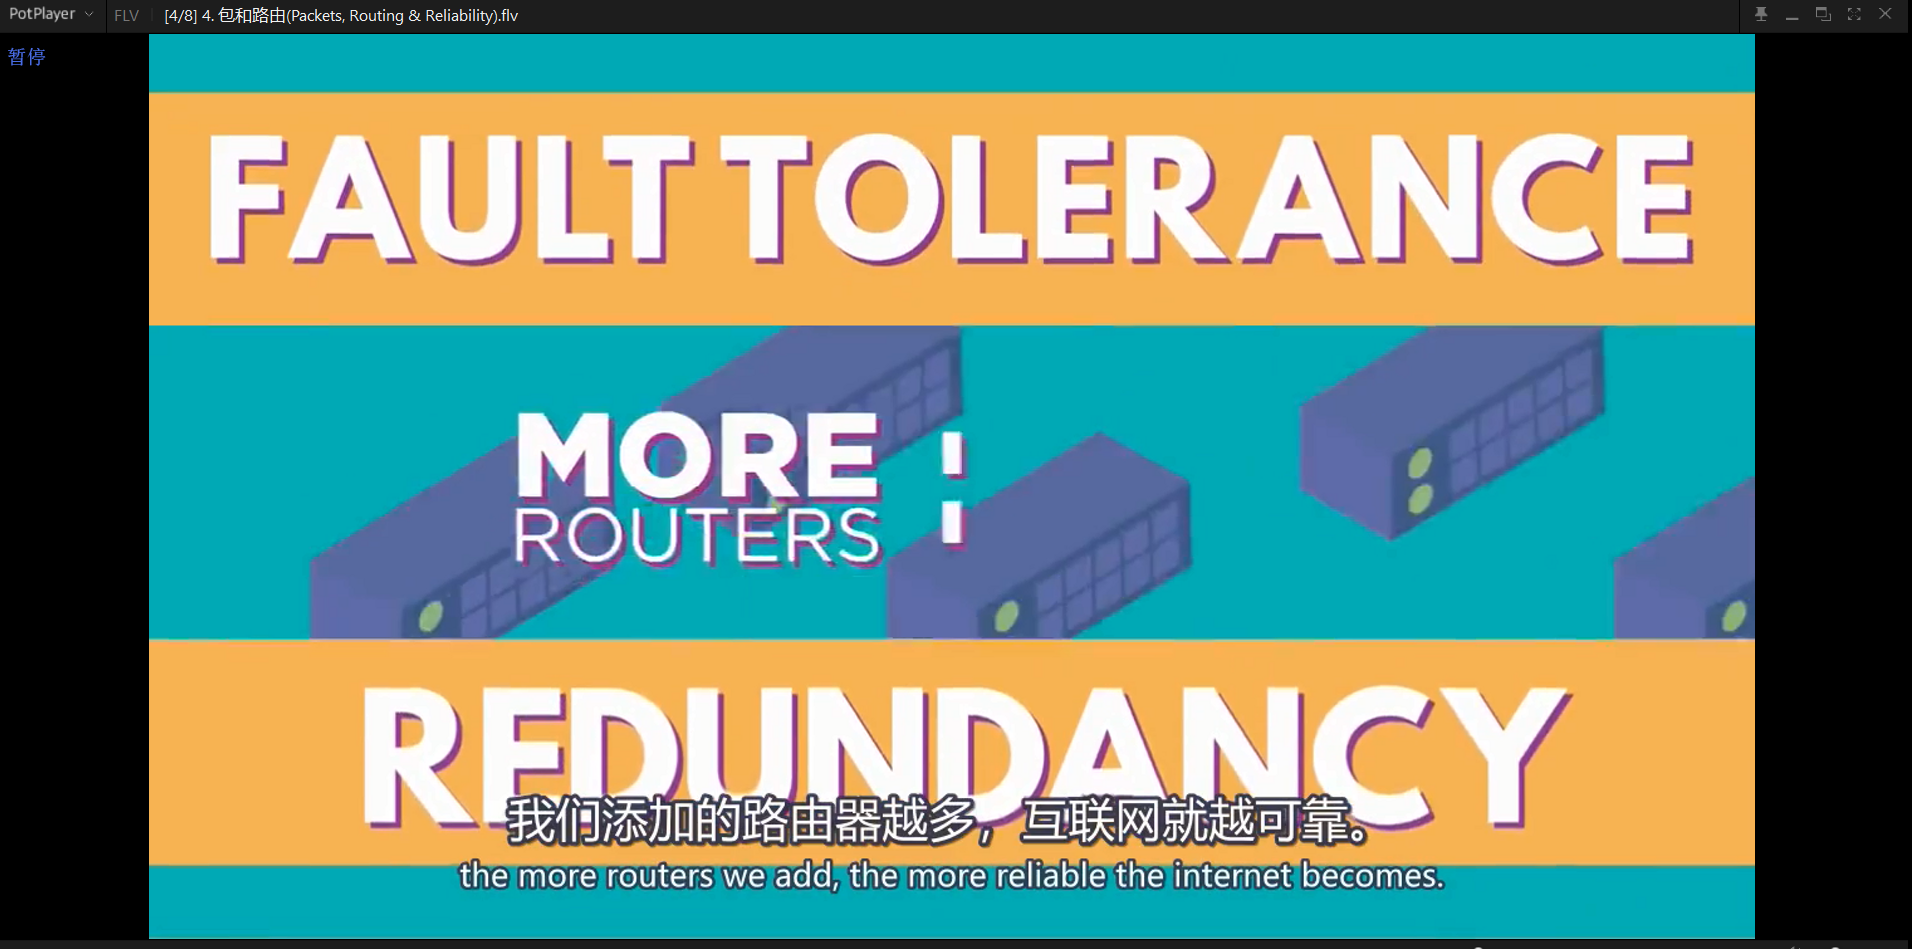 PotPlayer FLV [4/8] 4. 包和路由(Packets, Routing & Reliability).flv
暂停
FAULT TOLERANCE
MORE
ROUTERS
REDUNDANCY
我们添加的路由器越多，互联网就越可靠。
the more routers we add, the more reliable the internet becomes.